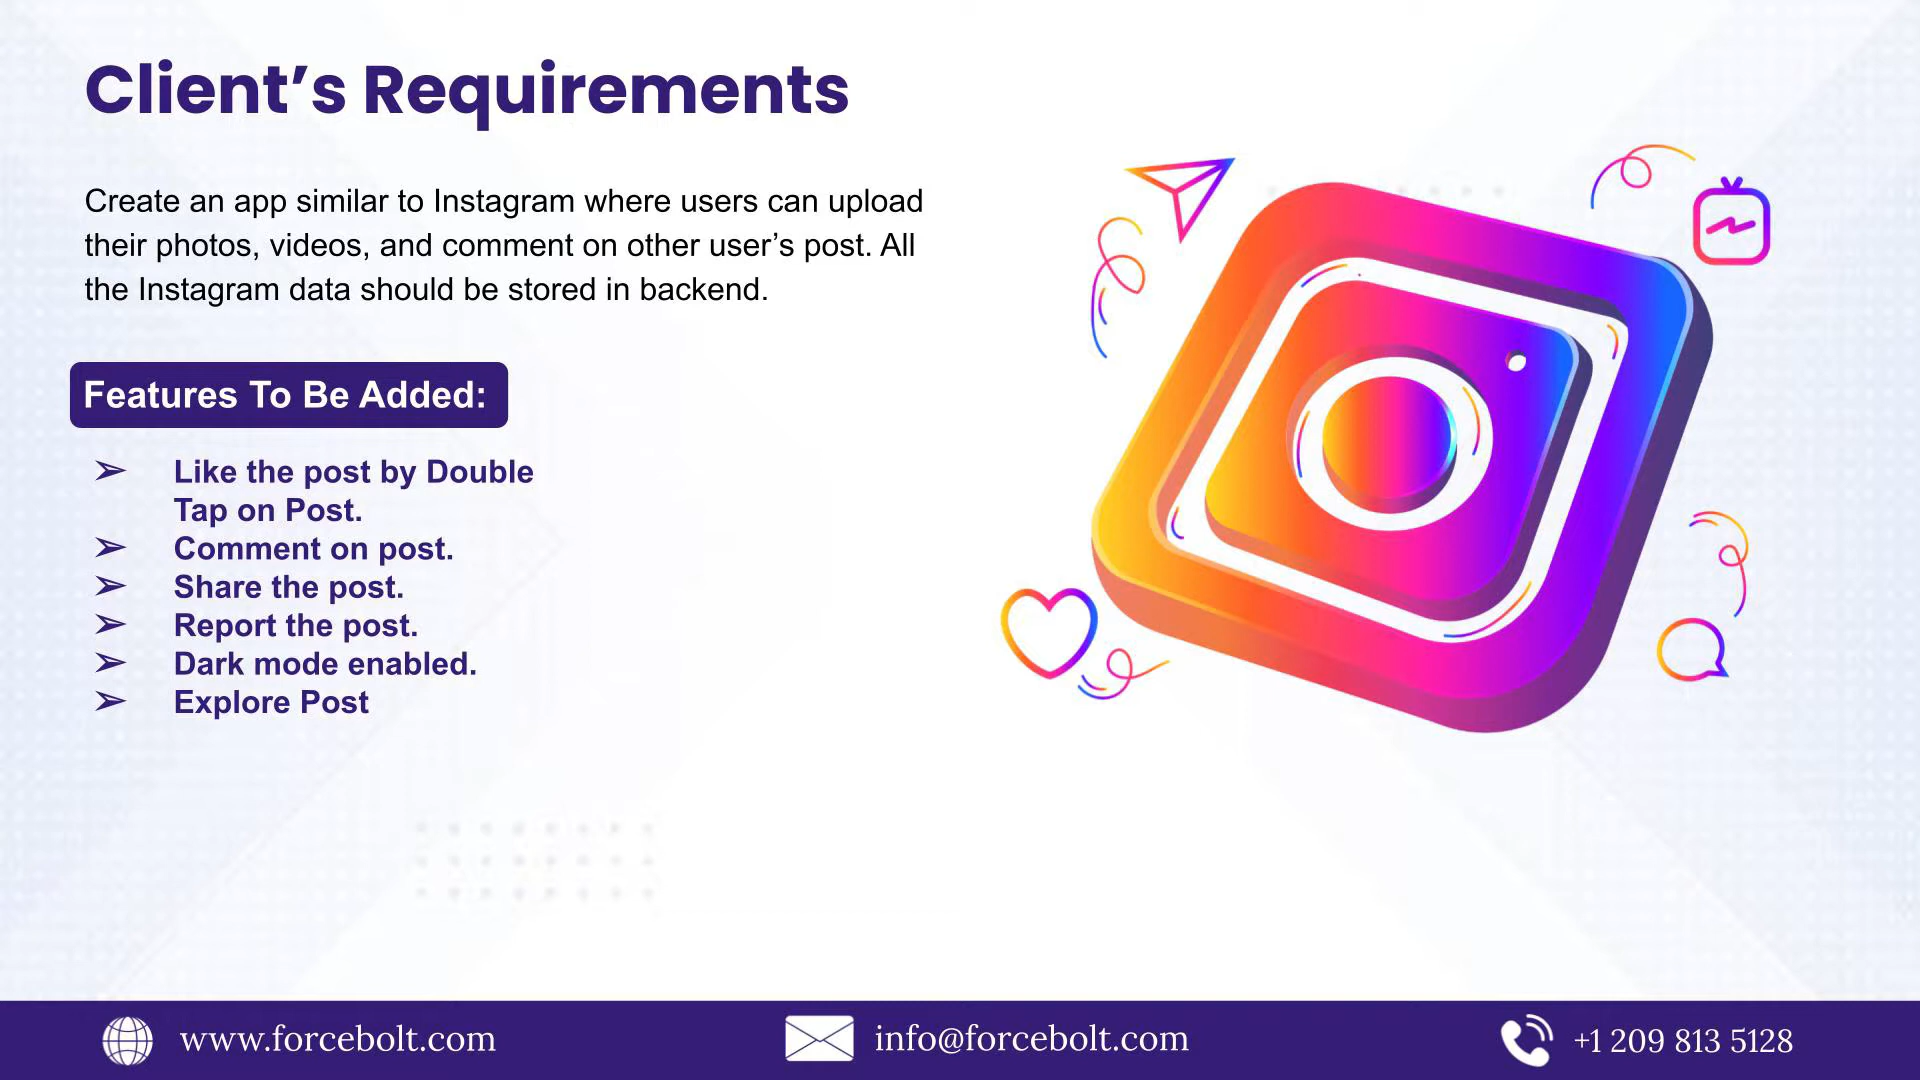 Client’s Requirements
Create an app similar to Instagram where users can upload
their photos, videos, and comment on other user’s post. All
the Instagram data should be stored in backend.
Features To Be Added:
➢ Like the post by Double
Tap on Post.
➢ Comment on post.
➢ Share the post.
➢ Report the post.
➢ Dark mode enabled.
➢ Explore Post
www.forcebolt.com
info@forcebolt.com
+1 209 813 5128